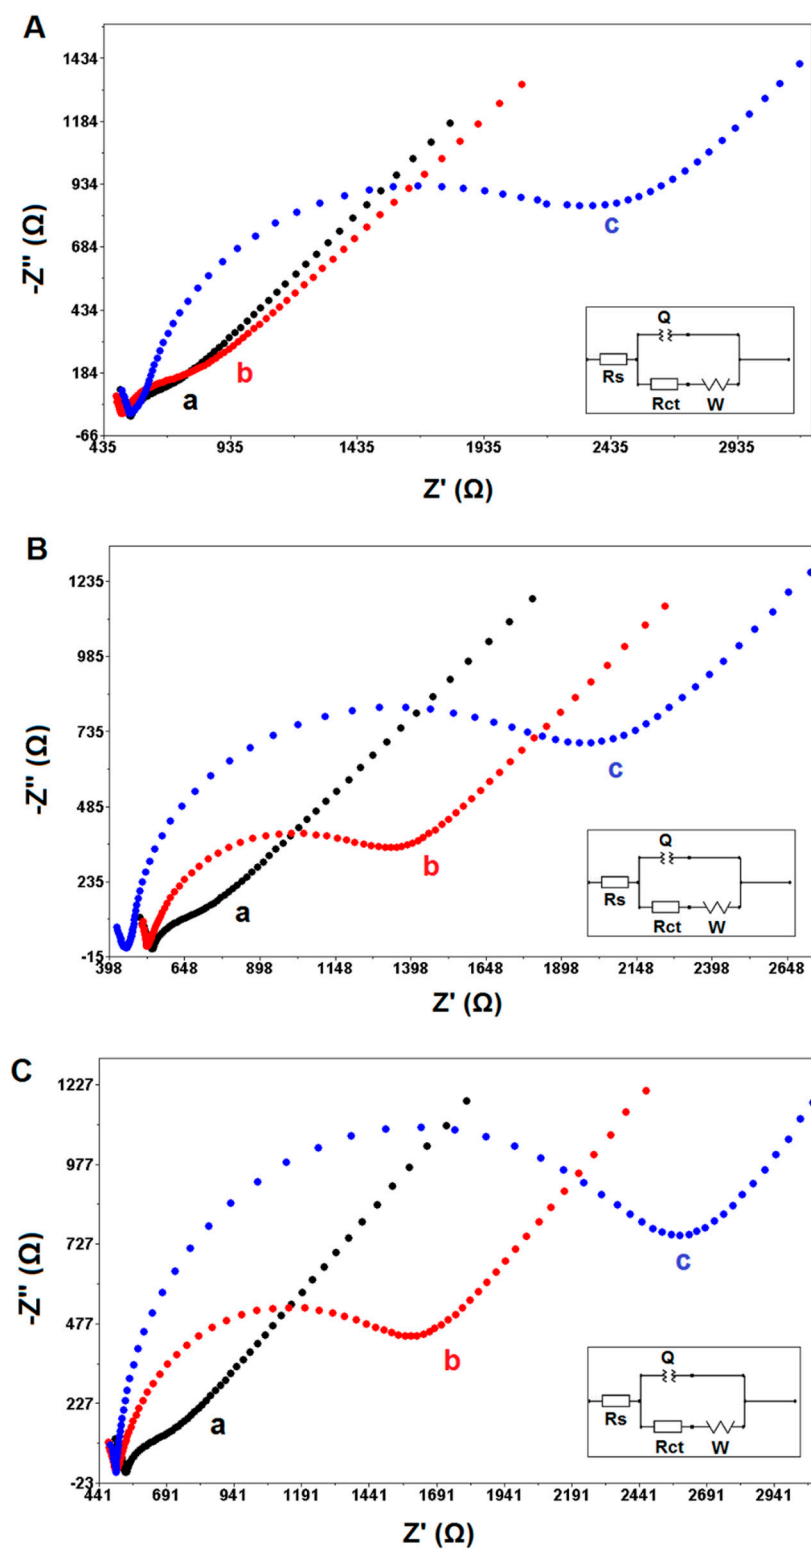 A
1434
1184
934
684
434
184
-66
-Z'' (Ω)
a
b
c
Q
Rs
Rct
W
435
935
1435
1935
2435
2935
Z' (Ω)
B
1235
985
735
485
235
-15
-Z'' (Ω)
a
b
c
Q
Rs
Rct
W
398
648
898
1148
1398
1648
1898
2148
2398
2648
Z' (Ω)
C
1227
977
727
477
227
-23
-Z'' (Ω)
a
b
c
Q
Rs
Rct
W
441
691
941
1191
1441
1691
1941
2191
2441
2691
2941
Z' (Ω)